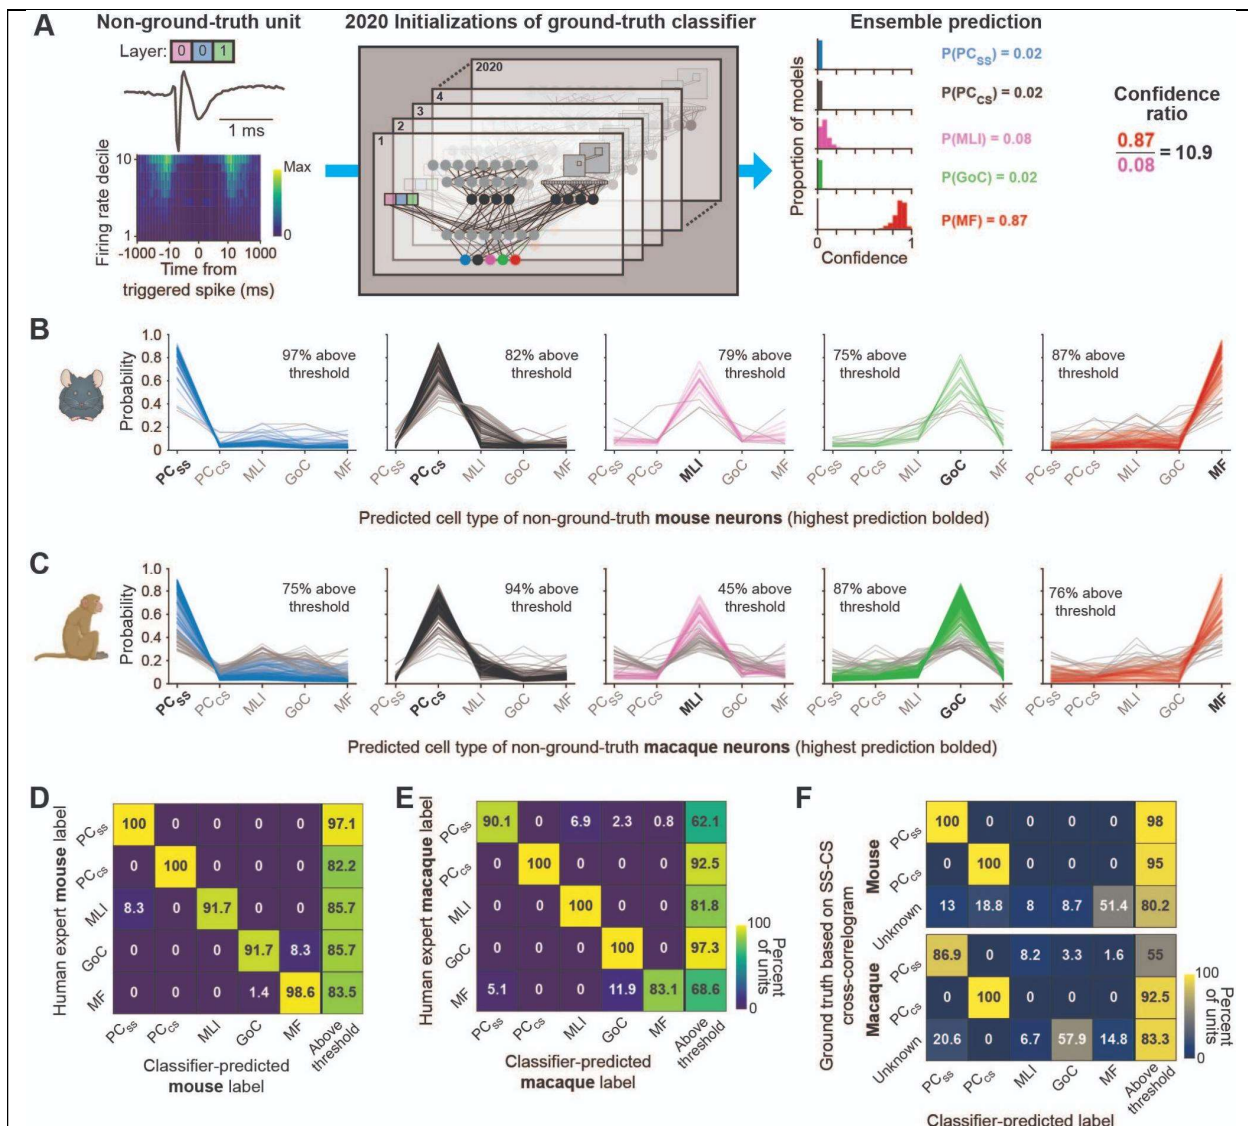 A
Non-ground-truth unit
2020 Initializations of ground-truth classifier
Ensemble prediction
Layer: 0 0 1
1 ms
Firing rate decile
10
1
Max
0
-1000 -10 0 10 1000
Time from
triggered spike (ms)
2020
4
3
2
1
Proportion of models
P(PCSS) = 0.02
P(PCCS) = 0.02
P(MLI) = 0.08
P(GoC) = 0.02
P(MF) = 0.87
0 1
Confidence
Confidence
ratio
0.87
0.08
= 10.9
B
Probability
1.0
0.8
0.6
0.4
0.2
0
97% above
threshold
82% above
threshold
79% above
threshold
75% above
threshold
87% above
threshold
PCSS PCCS MLI GoC MF
PCSS PCCS MLI GoC MF
PCSS PCCS MLI GoC MF
PCSS PCCS MLI GoC MF
PCSS PCCS MLI GoC MF
Predicted cell type of non-ground-truth mouse neurons (highest prediction bolded)
C
Probability
1.0
0.8
0.6
0.4
0.2
0
75% above
threshold
94% above
threshold
45% above
threshold
87% above
threshold
76% above
threshold
PCSS PCCS MLI GoC MF
PCSS PCCS MLI GoC MF
PCSS PCCS MLI GoC MF
PCSS PCCS MLI GoC MF
PCSS PCCS MLI GoC MF
Predicted cell type of non-ground-truth macaque neurons (highest prediction bolded)
D
Human expert mouse label
PCSS 100 0 0 0 0 97.1
PCCS 0 100 0 0 0 82.2
MLI 8.3 0 91.7 0 0 85.7
GoC 0 0 0 91.7 8.3 85.7
MF 0 0 0 1.4 98.6 83.5
PCSS PCCS MLI GoC MF Above threshold
Classifier-predicted
mouse label
E
Human expert macaque label
PCSS 90.1 0 6.9 2.3 0.8 62.1
PCCS 0 100 0 0 0 92.5
MLI 0 0 100 0 0 81.8
GoC 0 0 0 100 0 97.3
MF 5.1 0 0 11.9 83.1 68.6
PCSS PCCS MLI GoC MF Above threshold
Classifier-predicted
macaque label
100
0
Percent
of units
F
Ground truth based on SS-CS
cross-correlogram
Mouse
PCSS 100 0 0 0 0 98
PCCS 0 100 0 0 0 95
Unknown 13 18.8 8 8.7 51.4 80.2
Macaque
PCSS 86.9 0 8.2 3.3 1.6 55
PCCS 0 100 0 0 0 92.5
Unknown 20.6 0 6.7 57.9 14.8 83.3
PCSS PCCS MLI GoC MF Above threshold
Classifier-predicted label
100
0
Percent
of units